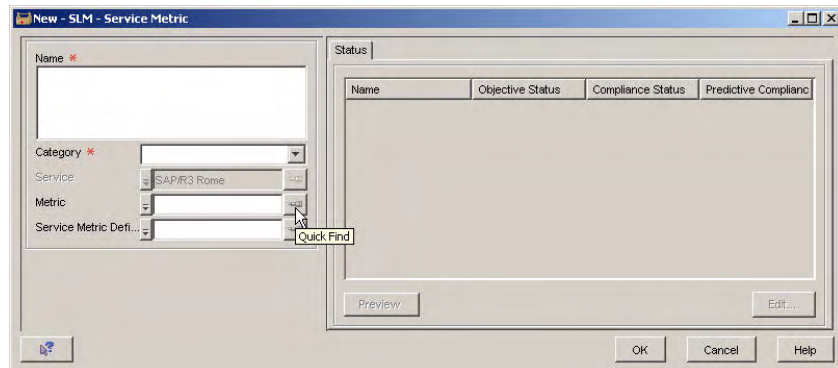 New - SLM - Service Metric
Name *
Category *
Service
SAP/R3 Rome
Metric
Service Metric Defi...
Quick Find
Status
Name Objective Status Compliance Status Predictive Complianc
Preview
Edit...
OK Cancel Help